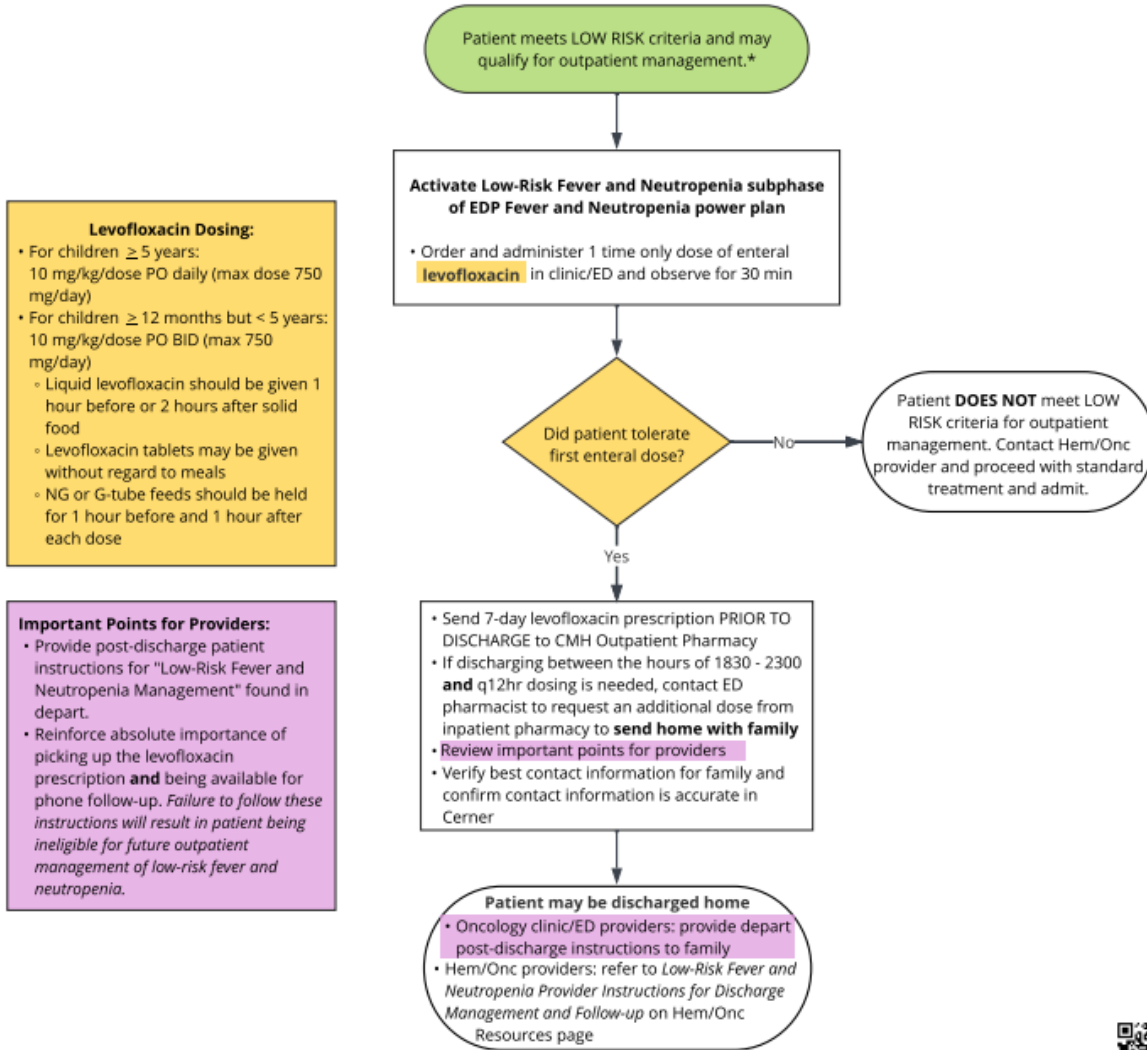 Patient meets LOW RISK criteria and may
qualify for outpatient management.*
Activate Low-Risk Fever and Neutropenia subphase
of EDP Fever and Neutropenia power plan
• Order and administer 1 time only dose of enteral
levofloxacin in clinic/ED and observe for 30 min
Levofloxacin Dosing:
• For children ≥ 5 years:
10 mg/kg/dose PO daily (max dose 750
mg/day)
• For children ≥ 12 months but < 5 years:
10 mg/kg/dose PO BID (max 750
mg/day)
◦ Liquid levofloxacin should be given 1
hour before or 2 hours after solid
food
◦ Levofloxacin tablets may be given
without regard to meals
◦ NG or G-tube feeds should be held
for 1 hour before and 1 hour after
each dose
Did patient tolerate
first enteral dose?
No
Patient DOES NOT meet LOW
RISK criteria for outpatient
management. Contact Hem/Onc
provider and proceed with standard
treatment and admit.
Yes
Important Points for Providers:
• Provide post-discharge patient
instructions for "Low-Risk Fever and
Neutropenia Management" found in
depart.
• Reinforce absolute importance of
picking up the levofloxacin
prescription and being available for
phone follow-up. Failure to follow these
instructions will result in patient being
ineligible for future outpatient
management of low-risk fever and
neutropenia.
• Send 7-day levofloxacin prescription PRIOR TO
DISCHARGE to CMH Outpatient Pharmacy
• If discharging between the hours of 1830 - 2300
and q12hr dosing is needed, contact ED
pharmacist to request an additional dose from
inpatient pharmacy to send home with family
• Review important points for providers
• Verify best contact information for family and
confirm contact information is accurate in
Cerner
Patient may be discharged home
• Oncology clinic/ED providers: provide depart
post-discharge instructions to family
• Hem/Onc providers: refer to Low-Risk Fever and
Neutropenia Provider Instructions for Discharge
Management and Follow-up on Hem/Onc
Resources page